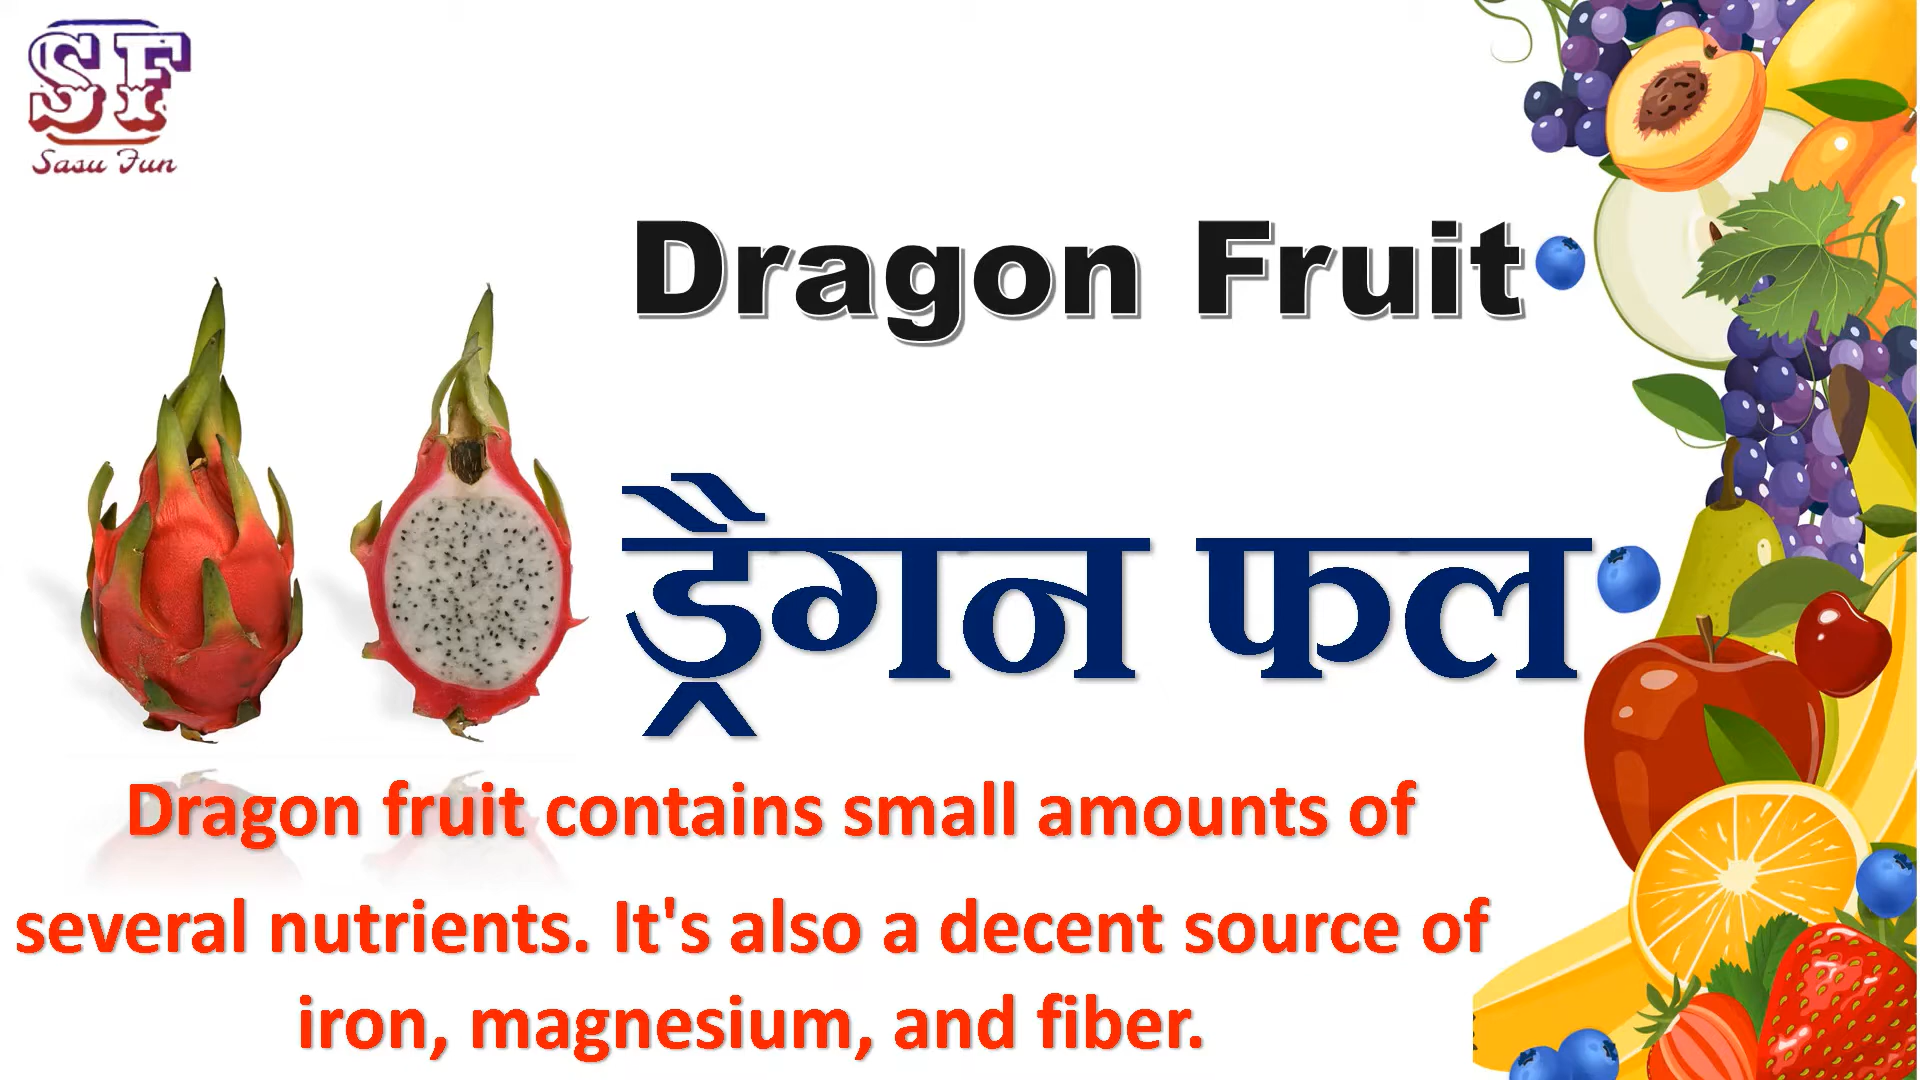 SF
Sasu Fun
Dragon Fruit
ड्रैगन फल
Dragon fruit contains small amounts of
several nutrients. It's also a decent source of
iron, magnesium, and fiber.